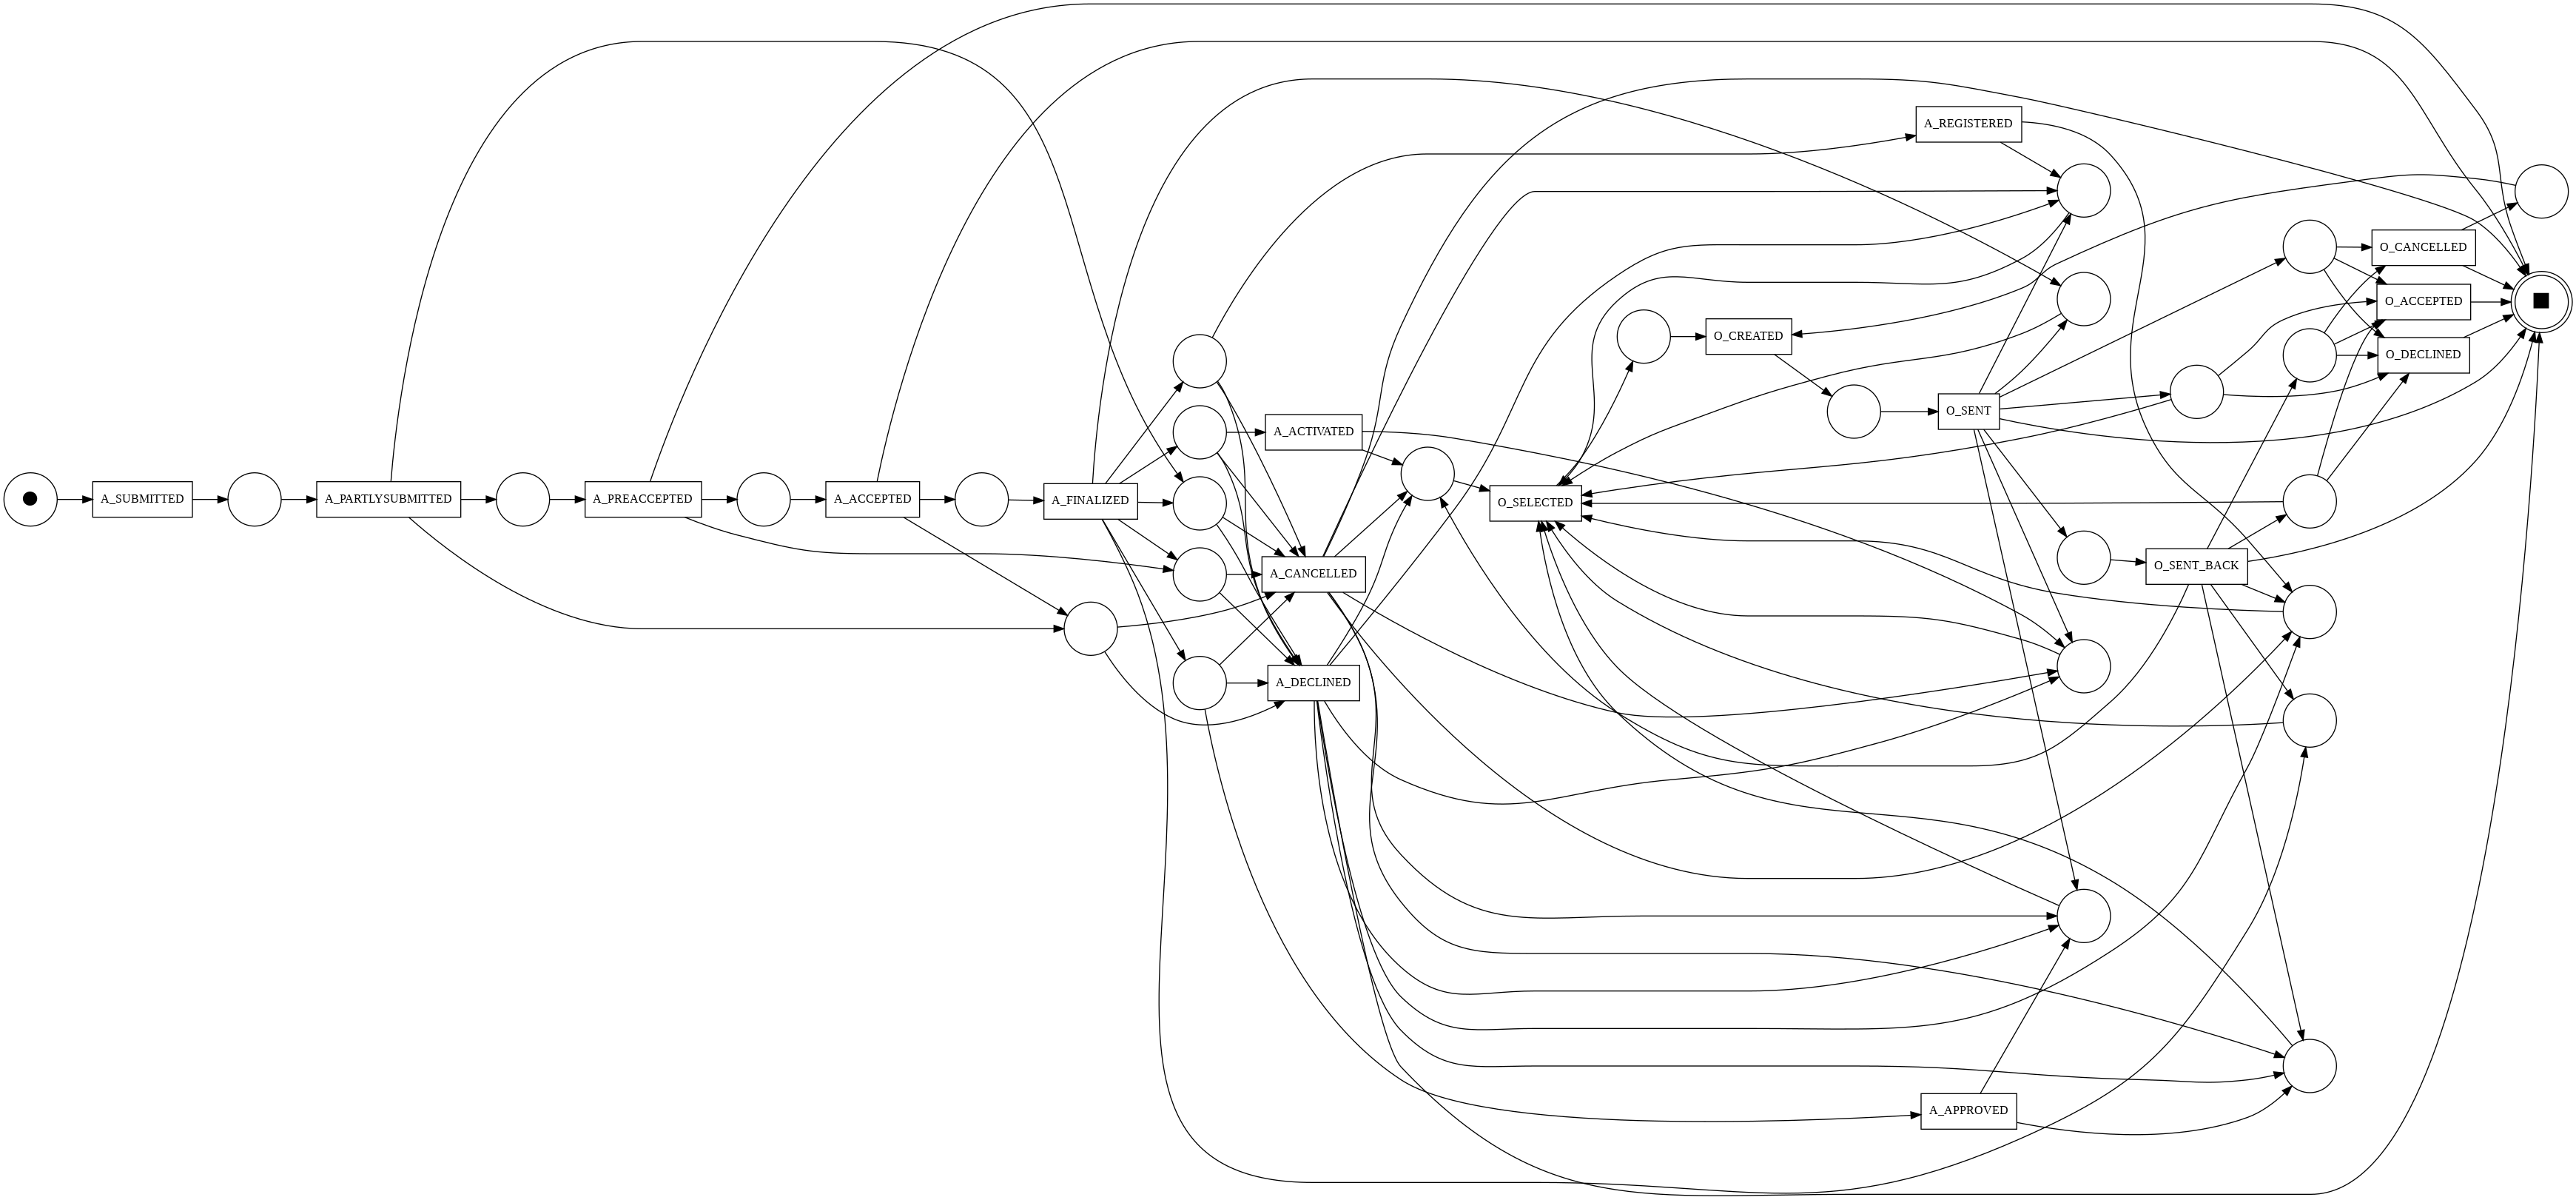 A_SUBMITTED
A_PARTLYSUBMITTED
A_PREACCEPTED
A_ACCEPTED
A_FINALIZED
A_ACTIVATED
A_CANCELLED
A_DECLINED
O_SELECTED
O_CREATED
A_REGISTERED
O_SENT
A_APPROVED
O_SENT_BACK
O_CANCELLED
O_ACCEPTED
O_DECLINED